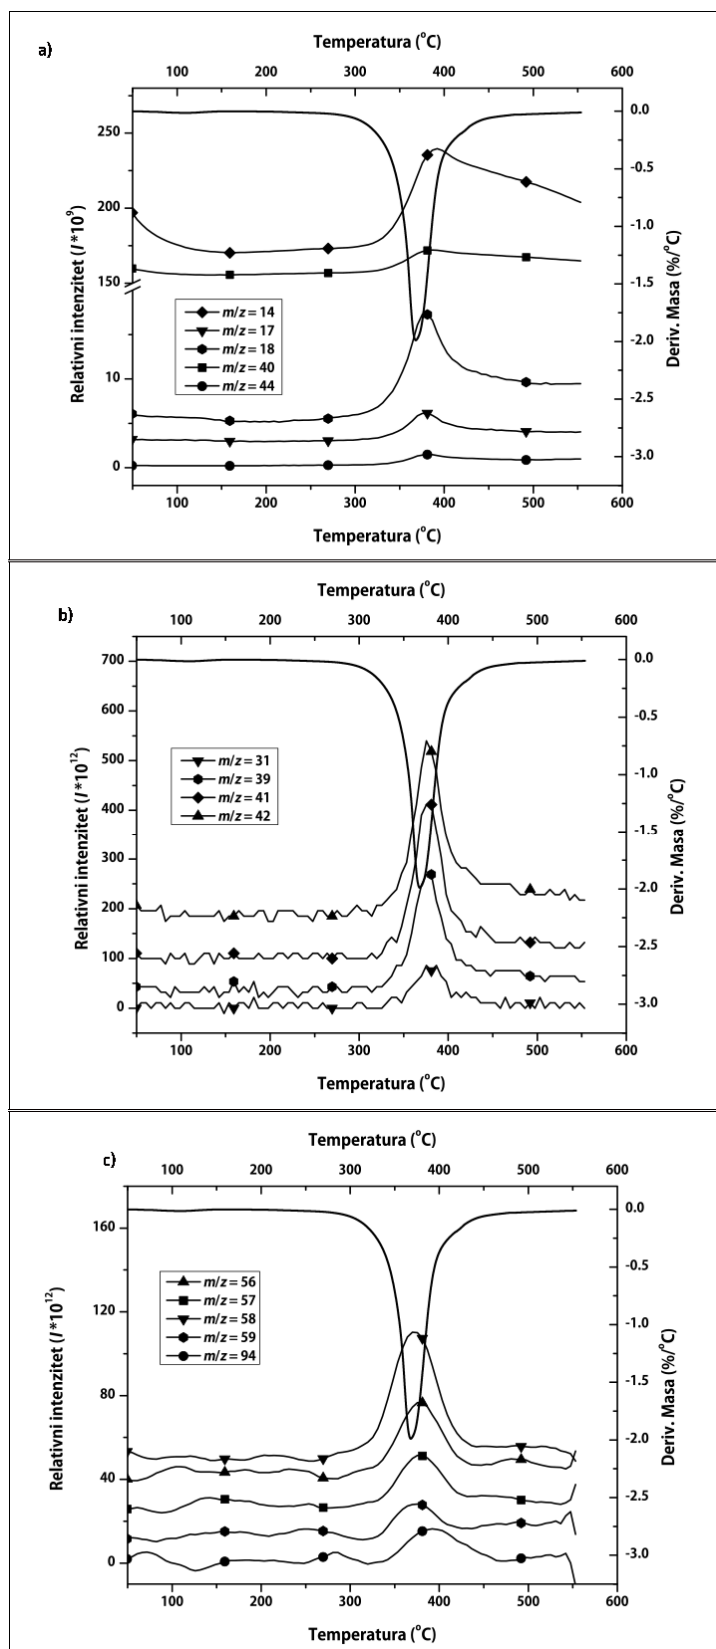 a)
Temperatura (°C)
100 200 300 400 500 600
250
200
150
10
0
Relativni intenzitet (I*10⁹)
m/z = 14
m/z = 17
m/z = 18
m/z = 40
m/z = 44
0.0
-0.5
-1.0
-1.5
-2.0
-2.5
-3.0
Deriv. Masa (%/°C)
100 200 300 400 500 600
Temperatura (°C)
b)
Temperatura (°C)
0 100 200 300 400 500 600
700
600
500
400
300
200
100
0
Relativni intenzitet (I*10¹²)
m/z = 31
m/z = 39
m/z = 41
m/z = 42
0.0
-0.5
-1.0
-1.5
-2.0
-2.5
-3.0
Deriv. Masa (%/°C)
100 200 300 400 500 600
Temperatura (°C)
c)
Temperatura (°C)
100 200 300 400 500 600
160
120
80
40
0
Relativni intenzitet (I*10¹²)
m/z = 56
m/z = 57
m/z = 58
m/z = 59
m/z = 94
0.0
-0.5
-1.0
-1.5
-2.0
-2.5
-3.0
Deriv. Masa (%/°C)
100 200 300 400 500 600
Temperatura (°C)